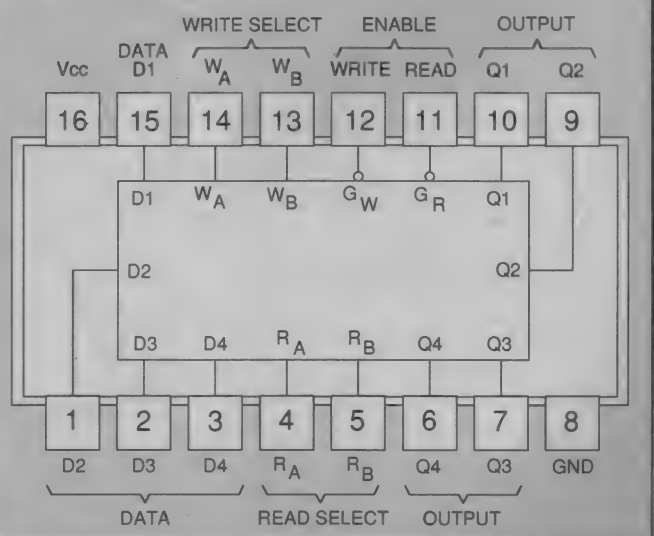 WRITE SELECT ENABLE OUTPUT
Vcc DATA D1 WA WB WRITE READ Q1 Q2
16 15 14 13 12 11 10 9
D1 WA WB GW GR Q1
D2 Q2
D3 D4 RA RB Q4 Q3
1 2 3 4 5 6 7 8
D2 D3 D4 RA RB Q4 Q3 GND
DATA READ SELECT OUTPUT